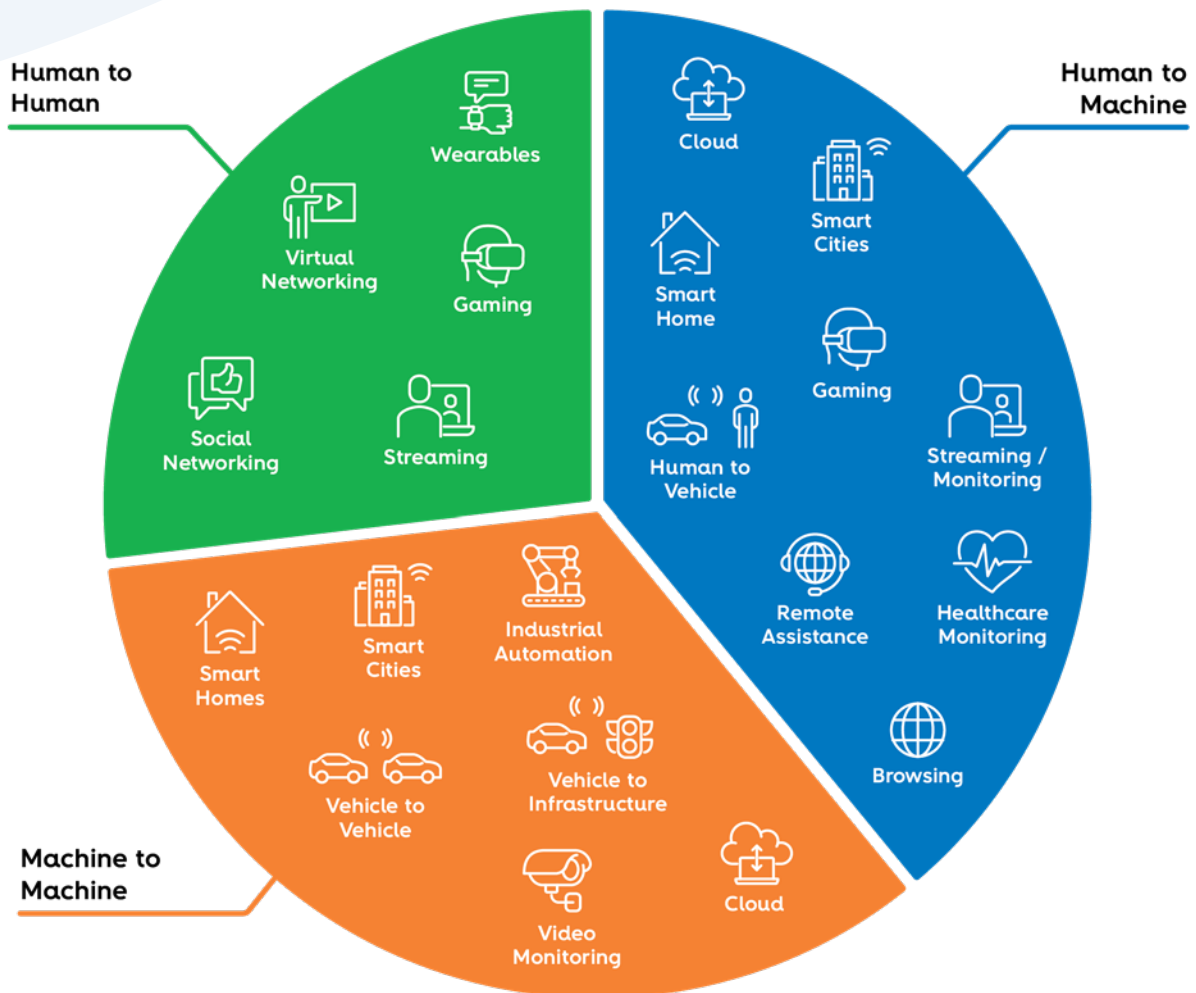 Human to
Human
Wearables
Virtual
Networking
Gaming
Social
Networking
Streaming
Human to
Machine
Cloud
Smart
Cities
Smart
Home
Gaming
Human to
Vehicle
Streaming /
Monitoring
Remote
Assistance
Healthcare
Monitoring
Browsing
Machine to
Machine
Smart
Homes
Smart
Cities
Industrial
Automation
Vehicle to
Vehicle
Vehicle to
Infrastructure
Video
Monitoring
Cloud